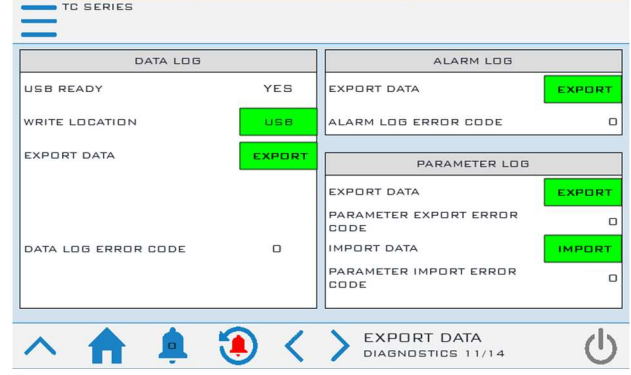 TC SERIES
DATA LOG
USB READY YES
WRITE LOCATION USB
EXPORT DATA EXPORT
DATA LOG ERROR CODE 0
ALARM LOG
EXPORT DATA EXPORT
ALARM LOG ERROR CODE 0
PARAMETER LOG
EXPORT DATA EXPORT
PARAMETER EXPORT ERROR
CODE 0
IMPORT DATA IMPORT
PARAMETER IMPORT ERROR
CODE 0
0
EXPORT DATA
DIAGNOSTICS 11/14